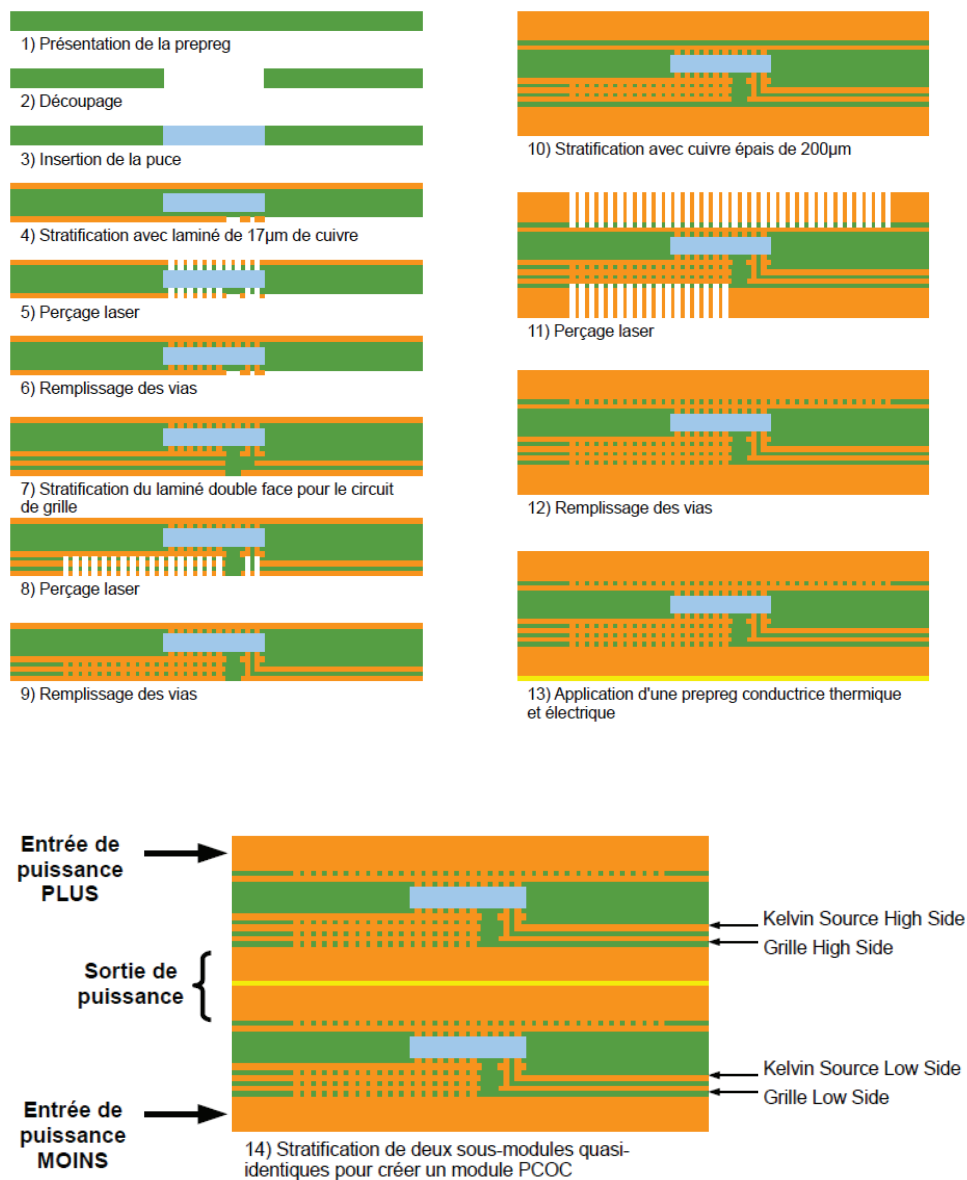 1) Présentation de la prepreg
2) Découpage
3) Insertion de la puce
4) Stratification avec laminé de 17µm de cuivre
5) Perçage laser
6) Remplissage des vias
7) Stratification du laminé double face pour le circuit
de grille
8) Perçage laser
9) Remplissage des vias
10) Stratification avec cuivre épais de 200µm
11) Perçage laser
12) Remplissage des vias
13) Application d'une prepreg conductrice thermique
et électrique
Entrée de
puissance
PLUS
Kelvin Source High Side
Grille High Side
Sortie de
puissance
Kelvin Source Low Side
Grille Low Side
Entrée de
puissance
MOINS
14) Stratification de deux sous-modules quasi-
identiques pour créer un module PCOC